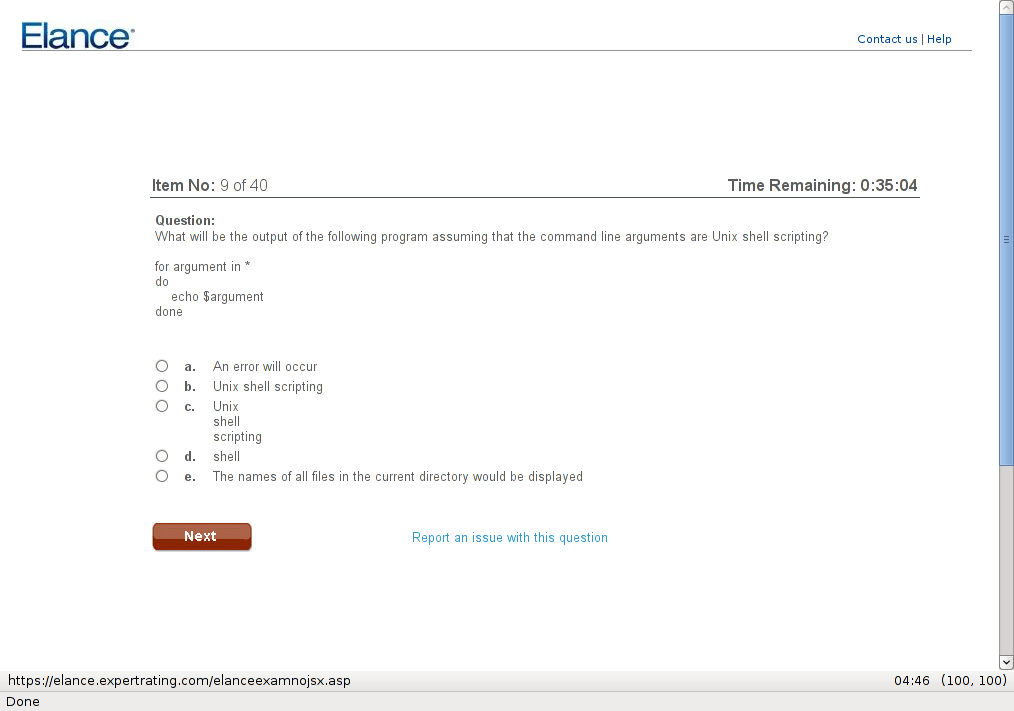 Elance
Contact us | Help
Item No: 9 of 40
Time Remaining: 0:35:04
Question:
What will be the output of the following program assuming that the command line arguments are Unix shell scripting?
for argument in *
do
echo $argument
done
a. An error will occur
b. Unix shell scripting
c. Unix
shell
scripting
d. shell
e. The names of all files in the current directory would be displayed
Next
Report an issue with this question
https://elance.expertrating.com/elanceexamnojsx.asp
04:46 (100, 100)
Done